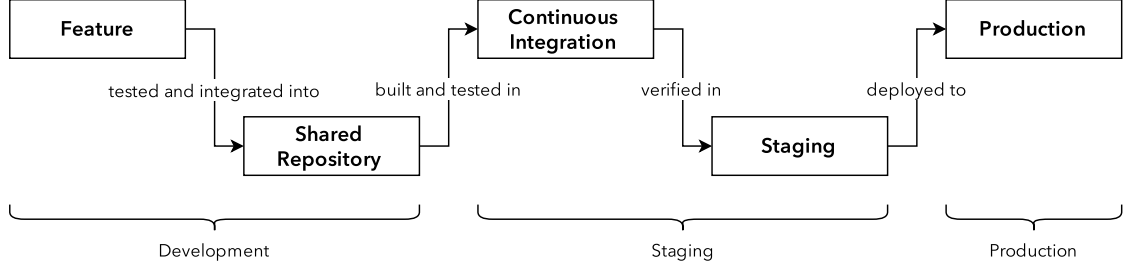 Feature
tested and integrated into
Shared
Repository
built and tested in
Continuous
Integration
verified in
Staging
deployed to
Production
Development
Staging
Production